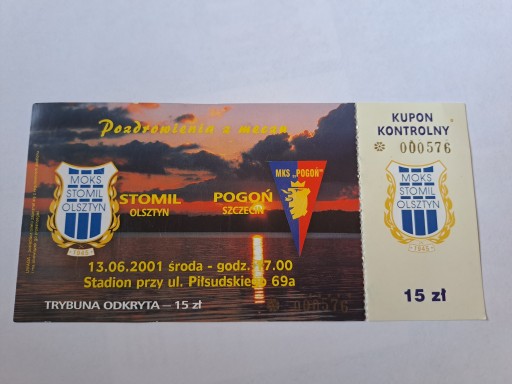 Pozdrowienia z meczu
MOKS
STOMIL
OLSZTYN
1945
STOMIL
OLSZTYN
POGOŃ
SZCZECIN
MKS „POGOŃ"
13.06.2001 środa - godz. 17.00
Stadion przy ul. Piłsudskiego 69a
TRYBUNA ODKRYTA – 15 zł
000576
KUPON
KONTROLNY
000576
MOKS
STOMIL
OLSZTYN
1945
15 zł